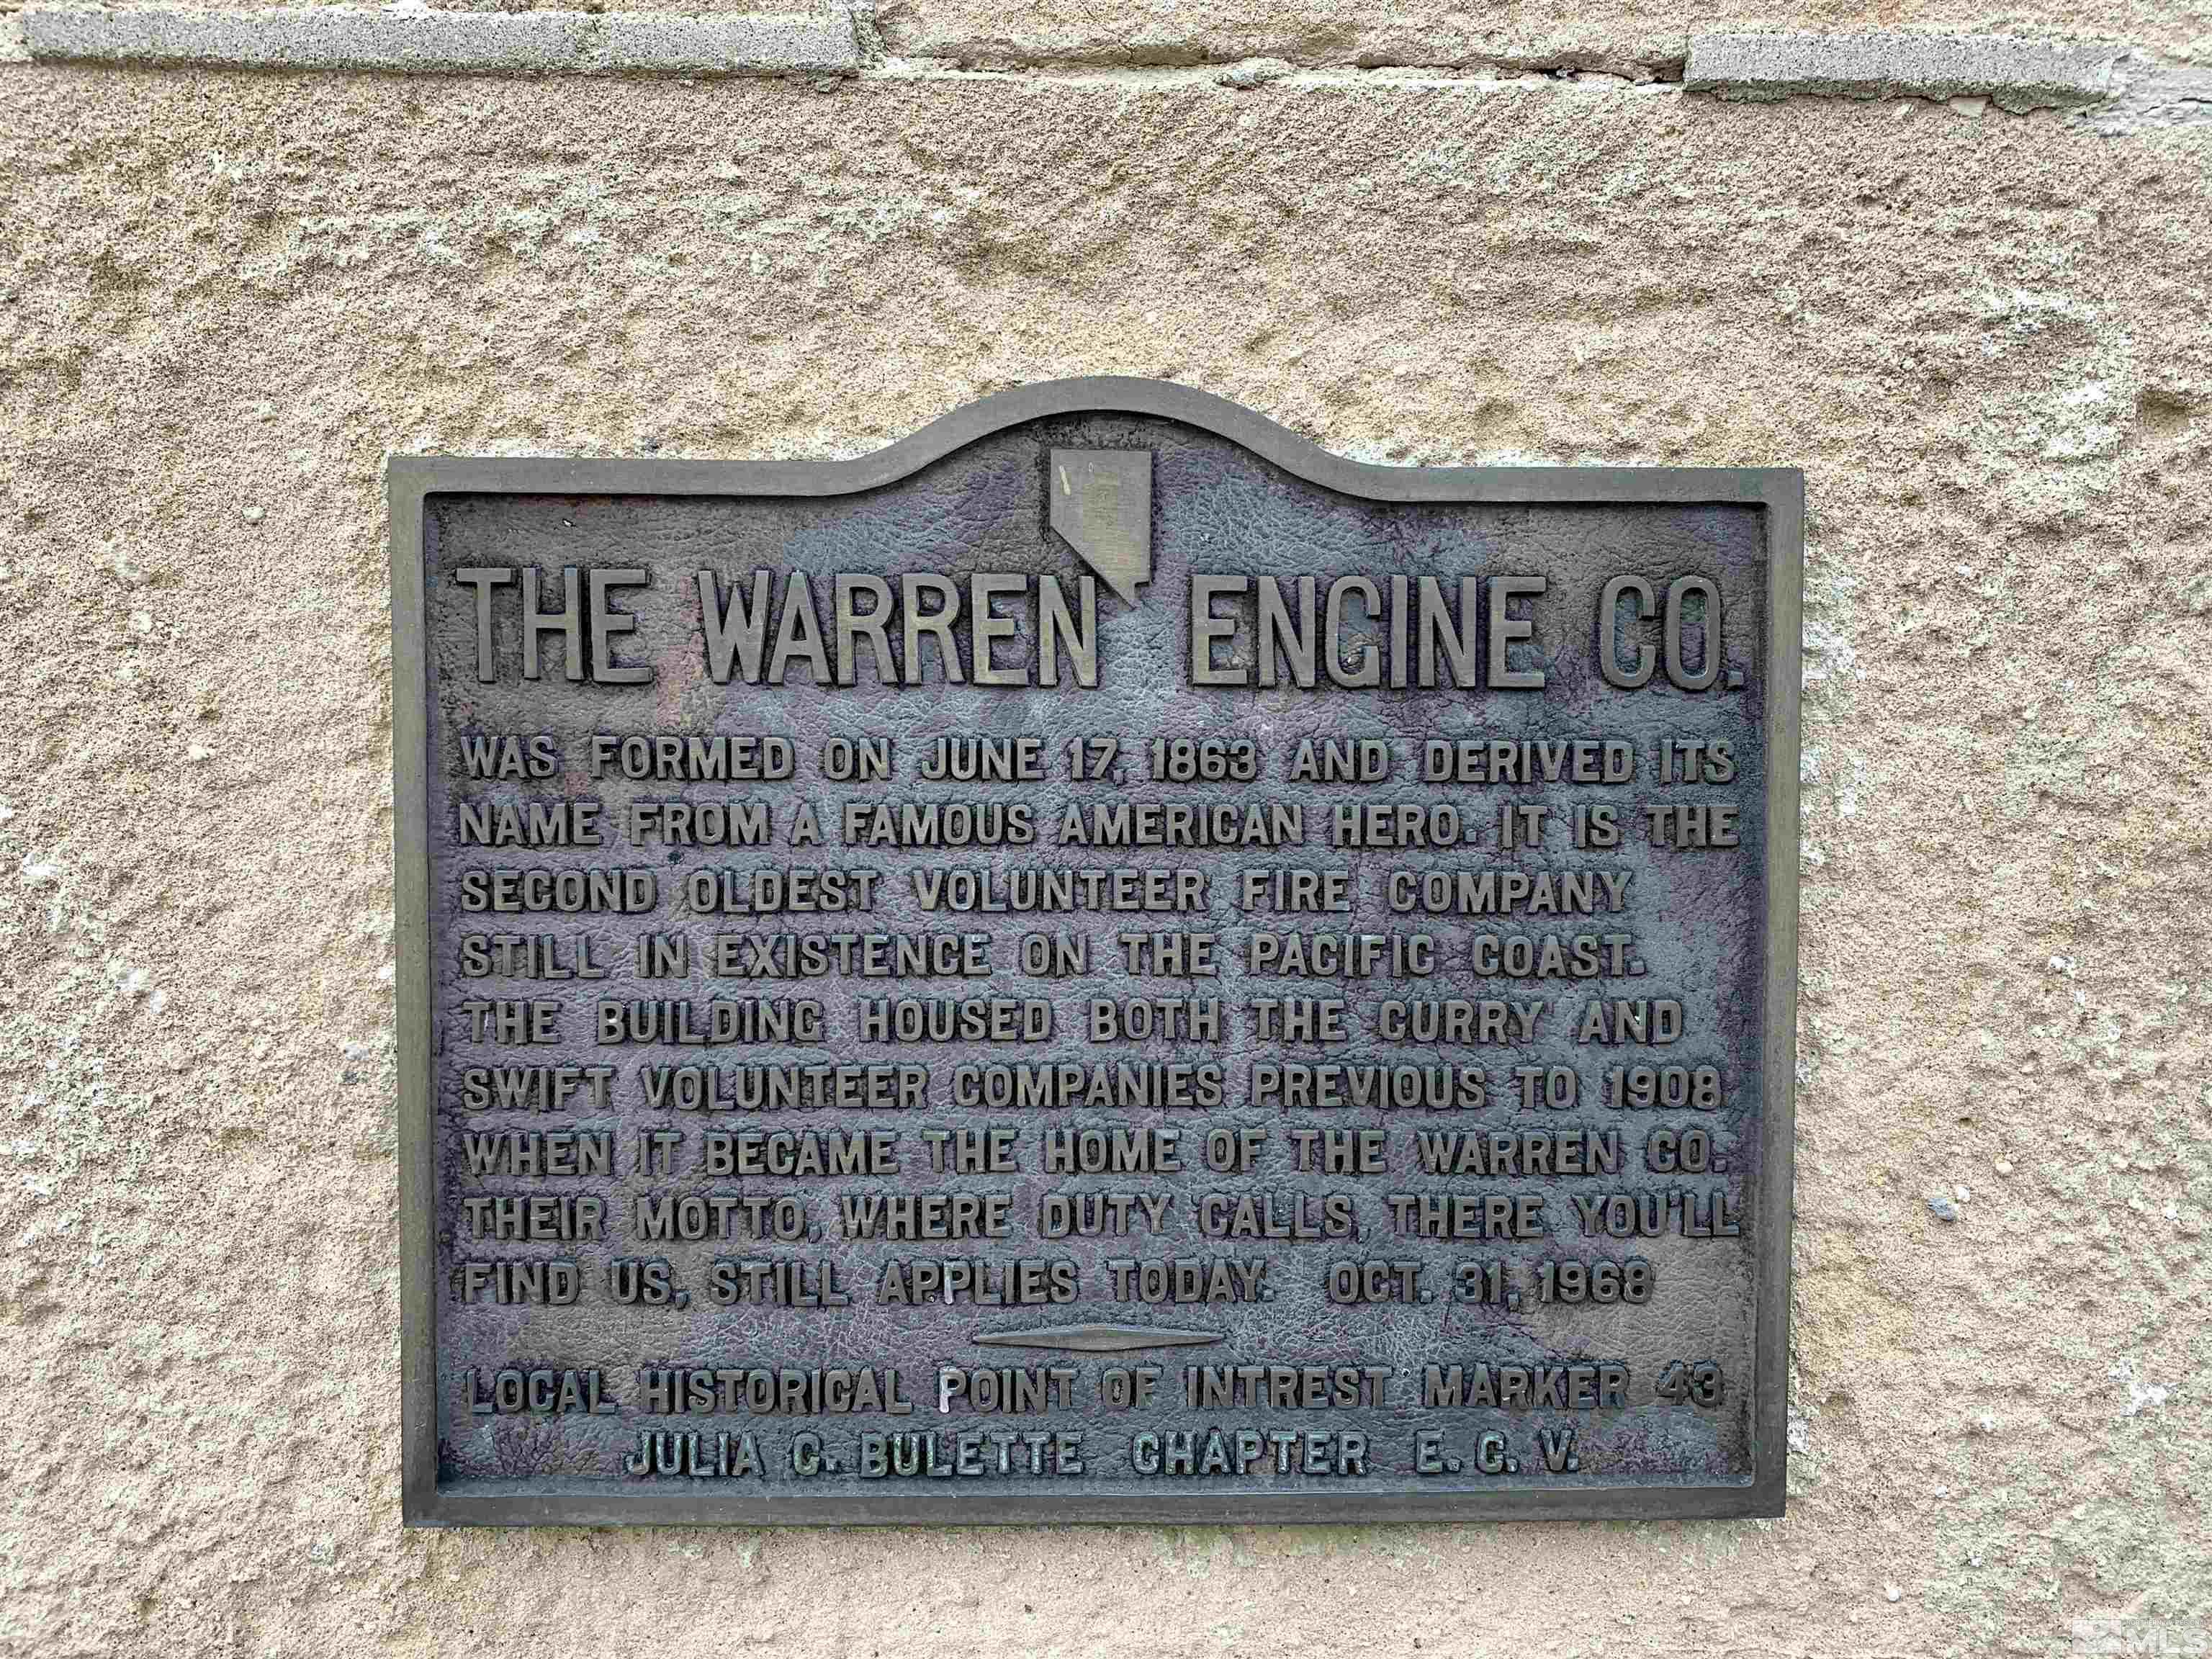 THE WARREN ENGINE CO.
WAS FORMED ON JUNE 17, 1863 AND DERIVED ITS
NAME FROM A FAMOUS AMERICAN HERO. IT IS THE
SECOND OLDEST VOLUNTEER FIRE COMPANY
STILL IN EXISTENCE ON THE PACIFIC COAST.
THE BUILDING HOUSED BOTH THE CURRY AND
SWIFT VOLUNTEER COMPANIES PREVIOUS TO 1908
WHEN IT BECAME THE HOME OF THE WARREN CO.
THEIR MOTTO, WHERE DUTY CALLS, THERE YOU'LL
FIND US, STILL APPLIES TODAY. OCT. 31, 1968
LOCAL HISTORICAL POINT OF INTREST MARKER 43
JULIA C. BULETTE CHAPTER E. C. V.
MLS